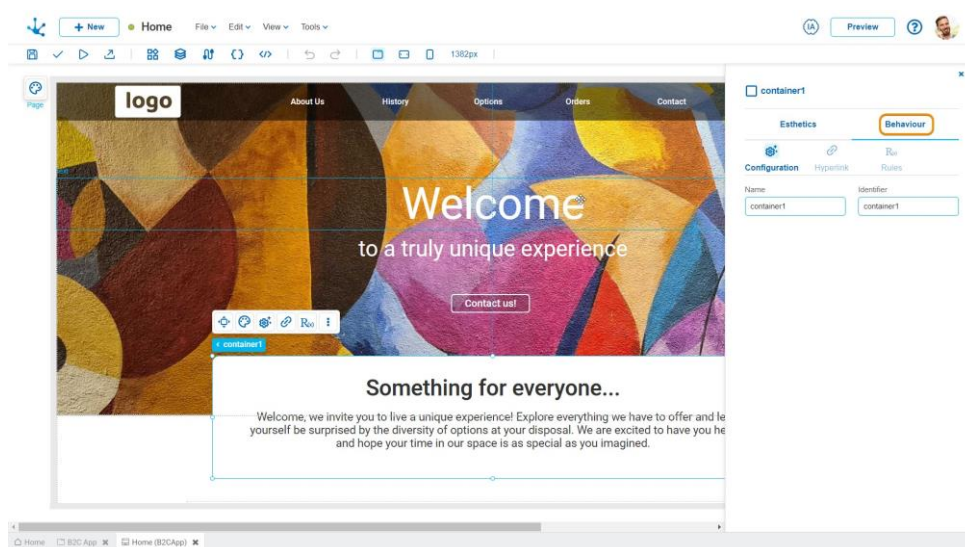 + New
Home
File
Edit
View
Tools
IA
Preview
?
1382px
Page
logo
About Us
History
Options
Orders
Contact
Welcome
to a truly unique experience
Contact us!
R
< container1
Something for everyone...
Welcome, we invite you to live a unique experience! Explore everything we have to offer and le
yourself be surprised by the diversity of options at your disposal. We are excited to have you he
and hope your time in our space is as special as you imagined.
container1
Esthetics
Behaviour
Configuration
Hyperlink
Rules
Name
Identifier
container1
container1
Home
B2C App
Home (B2CApp)